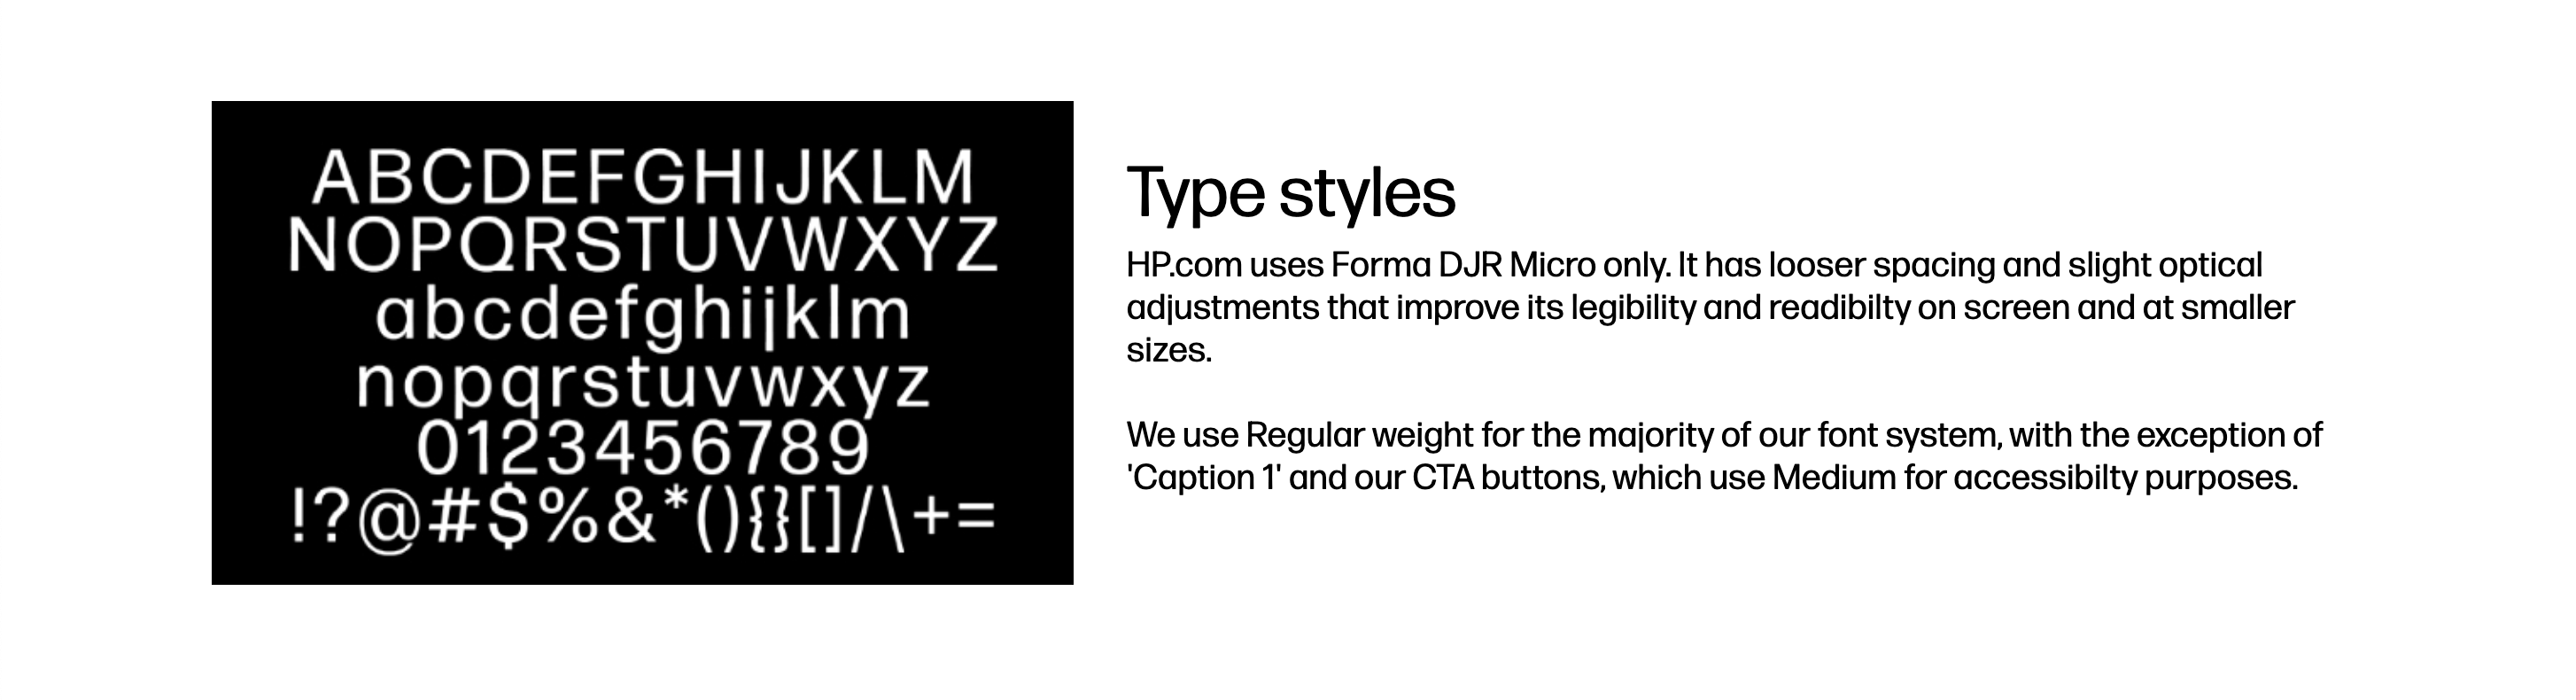 ABCDEFGHIJKLM
NOPQRSTUVWXYZ
abcdefghijklm
nopqrstuvwxyz
0123456789
!?@#$%&*(){}[]/\+=
Type styles
HP.com uses Forma DJR Micro only. It has looser spacing and slight optical
adjustments that improve its legibility and readibilty on screen and at smaller
sizes.
We use Regular weight for the majority of our font system, with the exception of
'Caption 1' and our CTA buttons, which use Medium for accessibilty purposes.